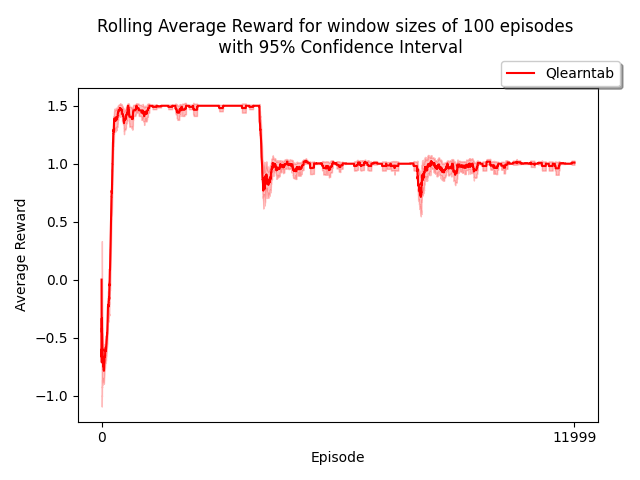 Rolling Average Reward for window sizes of 100 episodes
with 95% Confidence Interval
Qlearntab
1.5
1.0
0.5
0.0
−0.5
−1.0
Average Reward
0
11999
Episode